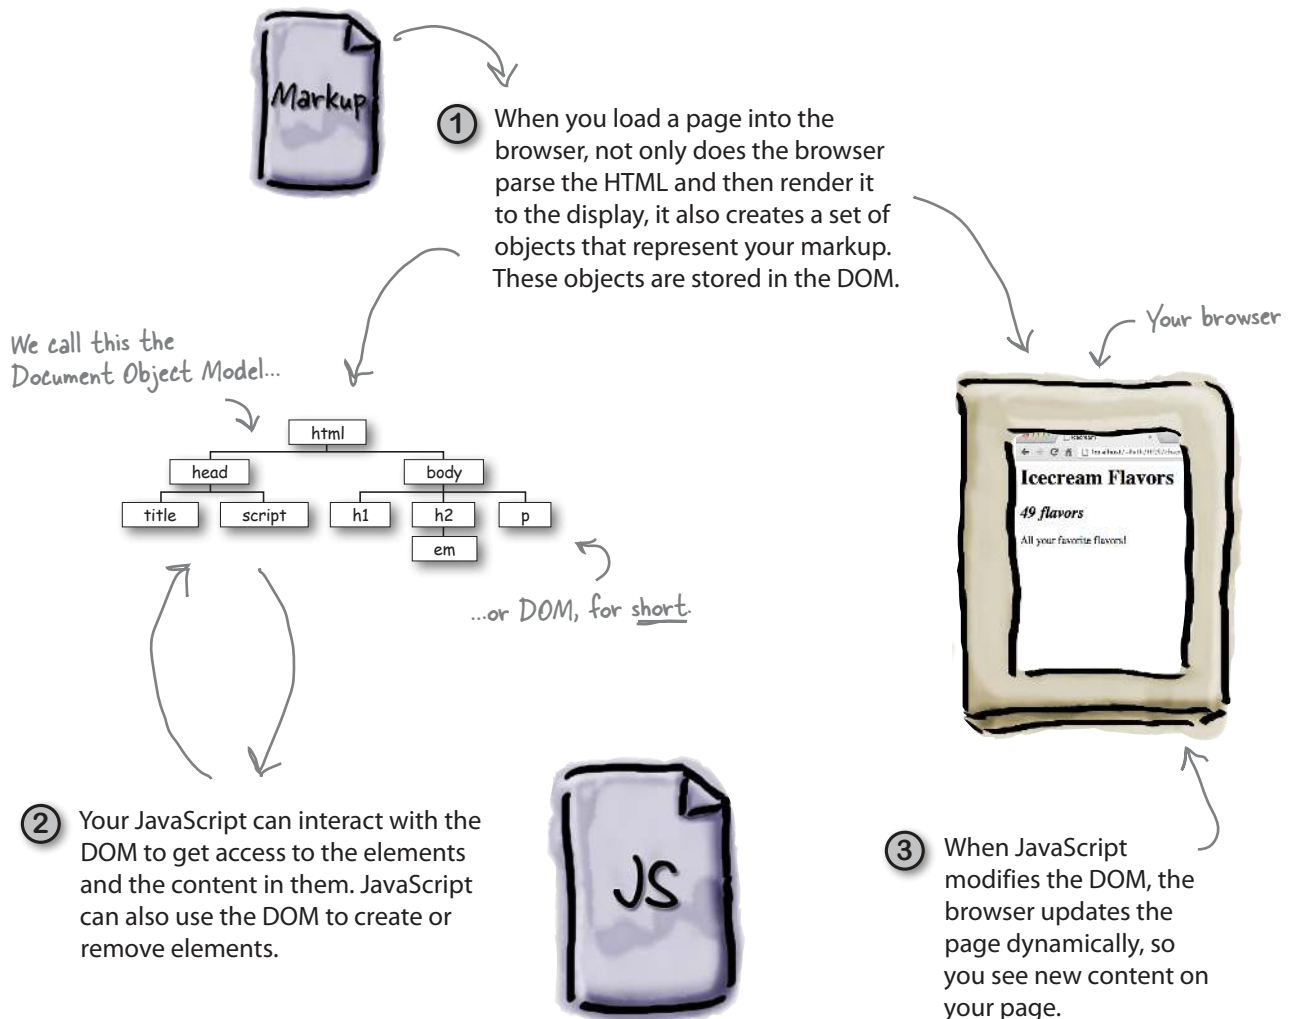 Markup
1 When you load a page into the
browser, not only does the browser
parse the HTML and then render it
to the display, it also creates a set of
objects that represent your markup.
These objects are stored in the DOM.
We call this the
Document Object Model...
html
head body
title script h1 h2 p
em
...or DOM, for short.
Your browser
Icecream Flavors
49 flavors
All your favorite flavors!
2 Your JavaScript can interact with the
DOM to get access to the elements
and the content in them. JavaScript
can also use the DOM to create or
remove elements.
JS
3 When JavaScript
modifies the DOM, the
browser updates the
page dynamically, so
you see new content on
your page.